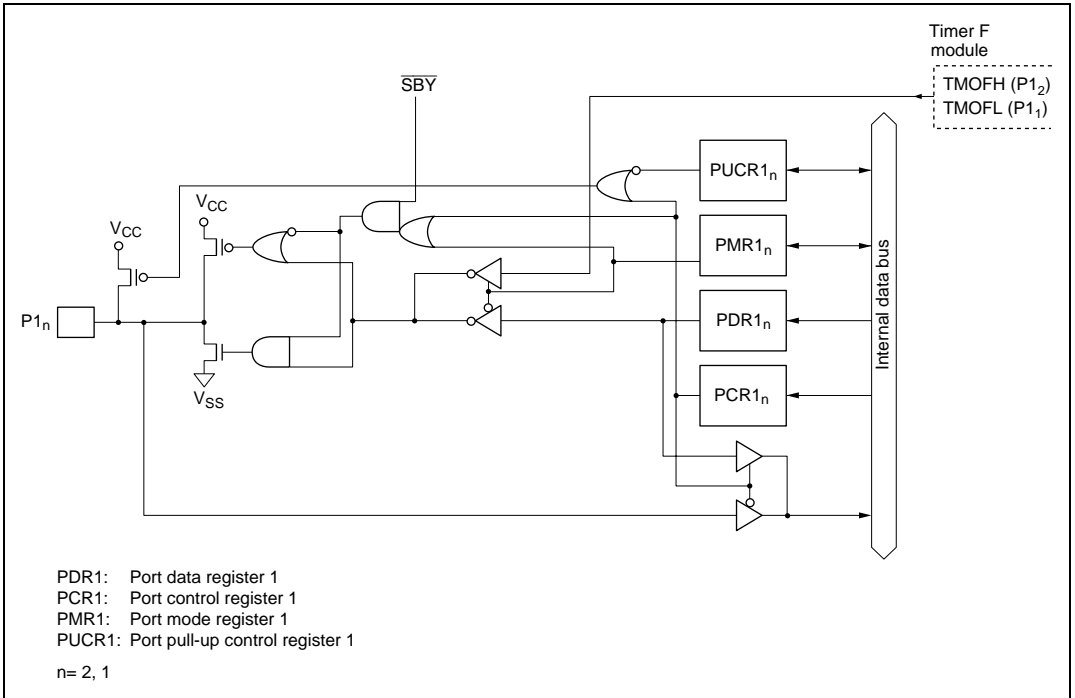 Timer F
module
TMOFH (P1₂)
TMOFL (P1₁)
S̅B̅Y̅
PUCR1ₙ
V_CC
V_CC
PMR1ₙ
P1ₙ
PDR1ₙ
Internal data bus
V_SS
PCR1ₙ
PDR1: Port data register 1
PCR1: Port control register 1
PMR1: Port mode register 1
PUCR1: Port pull-up control register 1
n= 2, 1